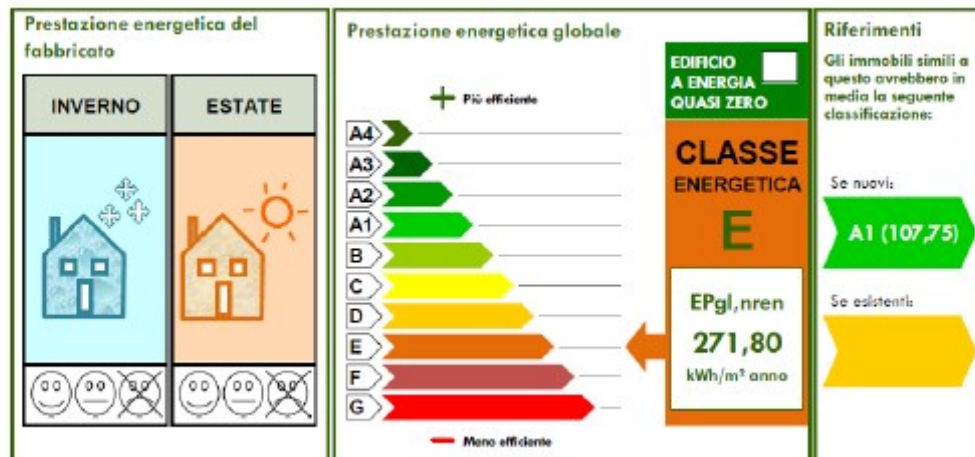 Prestazione energetica del
fabbricato
INVERNO
ESTATE
Prestazione energetica globale
Più efficiente
A4
A3
A2
A1
B
C
D
E
F
G
Meno efficiente
EDIFICIO
A ENERGIA
QUASI ZERO
CLASSE
ENERGETICA
E
EPgl,nren
271,80
kWh/m² anno
Riferimenti
Gli immobili simili a
questo avrebbero in
media la seguente
classificazione:
Se nuovi:
A1 (107,75)
Se esistenti: